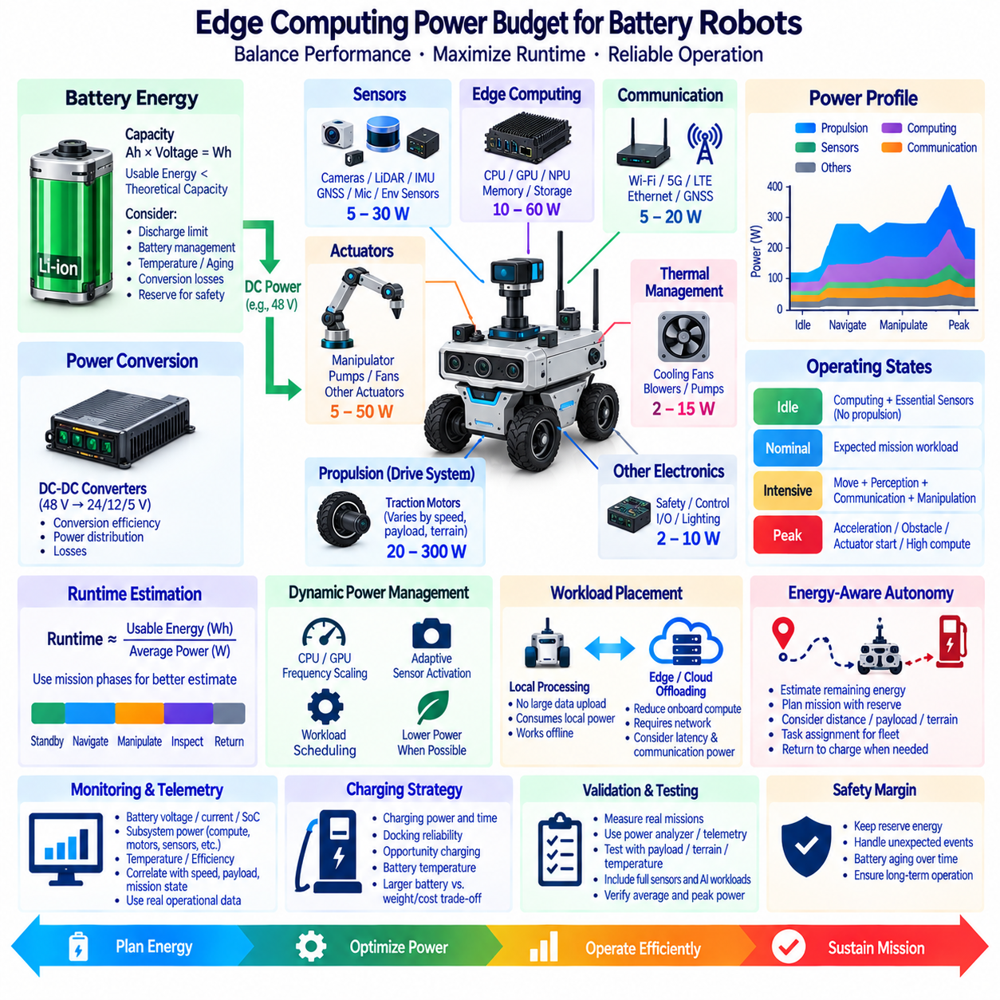 Edge Computing Power Budget for Battery Robots
Balance Performance · Maximize Runtime · Reliable Operation
Battery Energy
Capacity
Ah × Voltage = Wh
Usable Energy <
Theoretical Capacity
Consider:
• Discharge limit
• Battery management
• Temperature / Aging
• Conversion losses
• Reserve for safety
Li-ion
DC Power
(e.g., 48 V)
Power Conversion
DC-DC Converters
(48 V → 24/12/5 V)
• Conversion efficiency
• Power distribution
• Losses
Sensors
Cameras / LiDAR / IMU
GNSS / Mic / Env Sensors
5 – 30 W
Edge Computing
CPU / GPU / NPU
Memory / Storage
10 – 60 W
Communication
Wi-Fi / 5G / LTE
Ethernet / GNSS
5 – 20 W
Actuators
Manipulator
Pumps / Fans
Other Actuators
5 – 50 W
Thermal
Management
Cooling Fans
Blowers / Pumps
2 – 15 W
Propulsion (Drive System)
Traction Motors
(Varies by speed,
payload, terrain)
20 – 300 W
Other Electronics
Safety / Control
I/O / Lighting
2 – 10 W
Power Profile
Propulsion
Computing
Sensors
Communication
Others
Power (W)
400
300
200
100
0
Idle
Navigate
Manipulate
Peak
Operating States
Idle
Computing + Essential Sensors
(No propulsion)
Nominal
Expected mission workload
Intensive
Move + Perception +
Communication + Manipulation
Peak
Acceleration / Obstacle /
Actuator start / High compute
Runtime Estimation
Runtime ≈
Usable Energy (Wh)
Average Power (W)
Use mission phases for better estimate
Standby
Navigate
Manipulate
Inspect
Return
Dynamic Power Management
CPU / GPU
Frequency Scaling
Adaptive
Sensor Activation
Workload
Scheduling
Lower Power
When Possible
Workload Placement
Local Processing
• No large data upload
• Consumes local power
• Works offline
Edge / Cloud
Offloading
• Reduce onboard compute
• Requires network
• Consider latency &
communication power
Energy-Aware Autonomy
• Estimate remaining energy
• Plan mission with reserve
• Consider distance / paylocad / terrain
• Task assignment for fleet
• Return to charge when needed
Monitoring & Telemetry
• Battery voltage / current / SoC
• Subsystem power (compute,
motors, sensors, etc.)
• Temperature / Efficiency
• Correlate with speed, payload,
mission state
• Use real operational data
Charging Strategy
• Charging power and time
• Docking reliability
• Opportunity charging
• Battery temperature
• Larger battery vs.
weight/cost trade-off
Validation & Testing
• Measure real missions
• Use power analyzer / telemetry
• Test with payload / terrain /
temperature
• Include full sensors and AI workloads
• Verify average and peak power
Safety Margin
• Keep reserve energy
• Handle unexpected events
• Battery aging over time
• Ensure long-term operation
Plan Energy
Optimize Power
Operate Efficiently
Sustain Mission